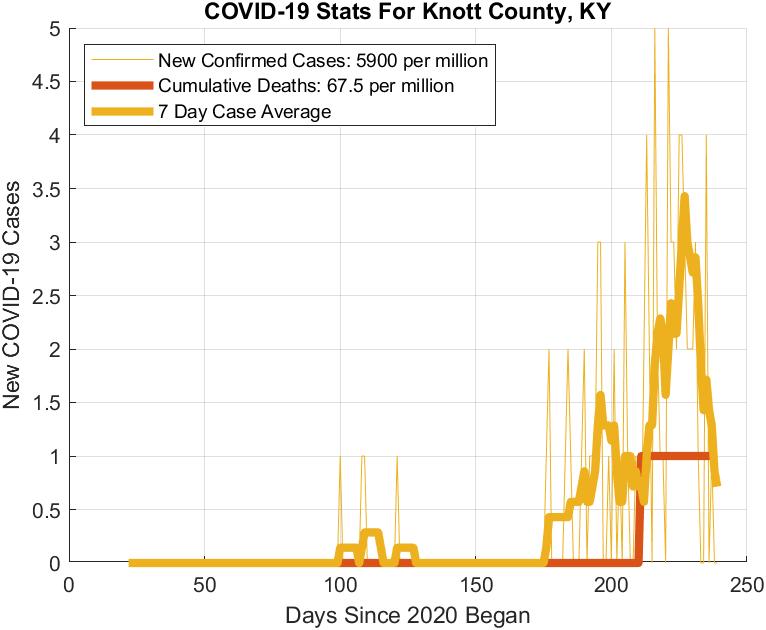 COVID-19 Stats For Knott County, KY
New Confirmed Cases: 5900 per million
Cumulative Deaths: 67.5 per million
7 Day Case Average
New COVID-19 Cases
5
4.5
4
3.5
3
2.5
2
1.5
1
0.5
0
0 50 100 150 200 250
Days Since 2020 Began